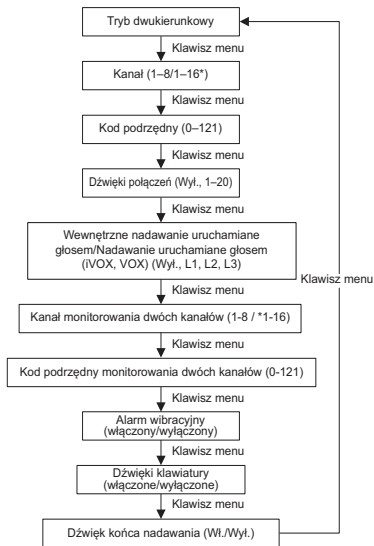 Tryb dwukierunkowy
Klawisz menu
Kanał (1–8/1–16*)
Klawisz menu
Kod podrzędny (0–121)
Klawisz menu
Dźwięki połączeń (Wył., 1–20)
Klawisz menu
Wewnętrzne nadawanie uruchamiane
głosem/Nadawanie uruchamiane głosem
(iVOX, VOX) (Wył., L1, L2, L3)
Klawisz menu
Klawisz menu
Kanał monitorowania dwóch kanałów (1-8 / *1-16)
Klawisz menu
Kod podrzędny monitorowania dwóch kanałów (0-121)
Klawisz menu
Alarm wibracyjny
(włączony/wyłączony)
Klawisz menu
Dźwięki klawiatury
(włączone/wyłączone)
Klawisz menu
Dźwięk końca nadawania (Wł./Wył.)